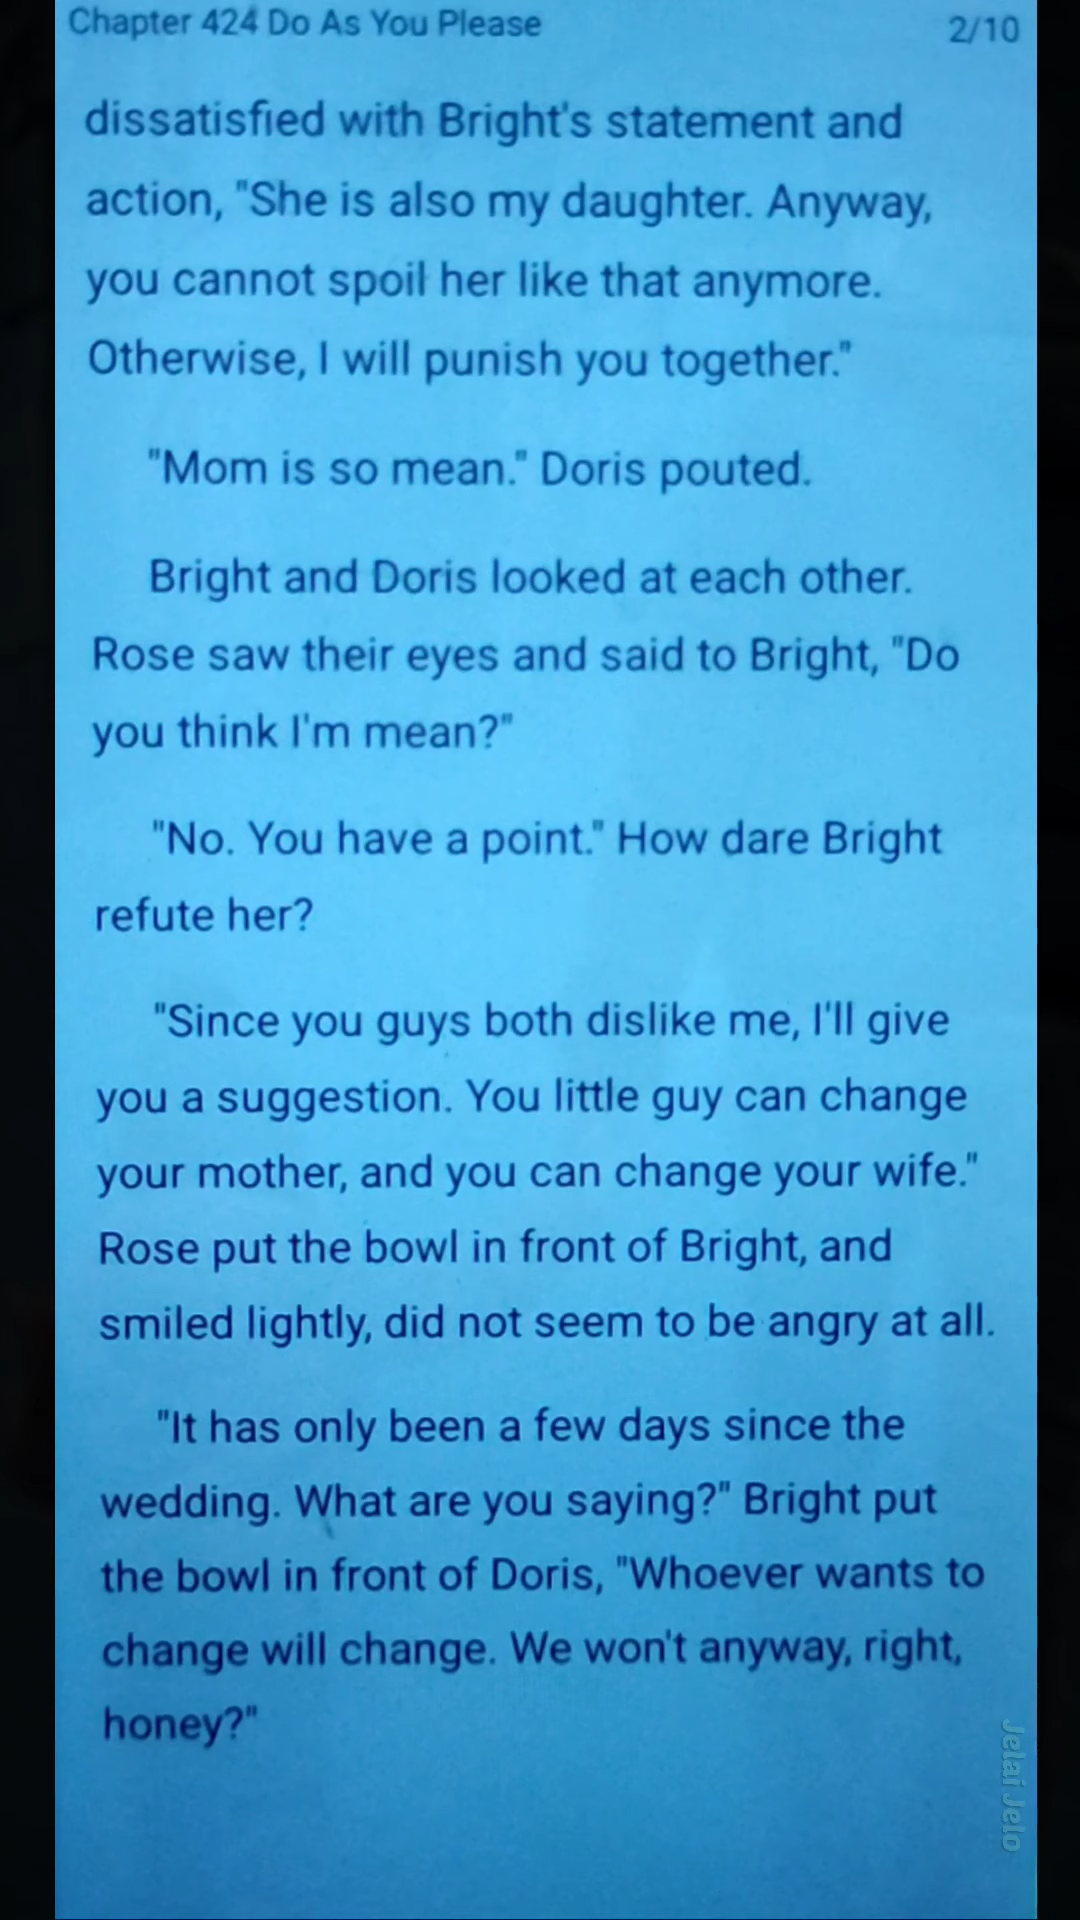 Chapter 424 Do As You Please
2/10
dissatisfied with Bright's statement and
action, "She is also my daughter. Anyway,
you cannot spoil her like that anymore.
Otherwise, I will punish you together."
"Mom is so mean." Doris pouted.
Bright and Doris looked at each other.
Rose saw their eyes and said to Bright, "Do
you think I'm mean?"
"No. You have a point." How dare Bright
refute her?
"Since you guys both dislike me, I'll give
you a suggestion. You little guy can change
your mother, and you can change your wife."
Rose put the bowl in front of Bright, and
smiled lightly, did not seem to be angry at all.
"It has only been a few days since the
wedding. What are you saying?" Bright put
the bowl in front of Doris, "Whoever wants to
change will change. We won't anyway, right,
honey?"
Jelai Jelo